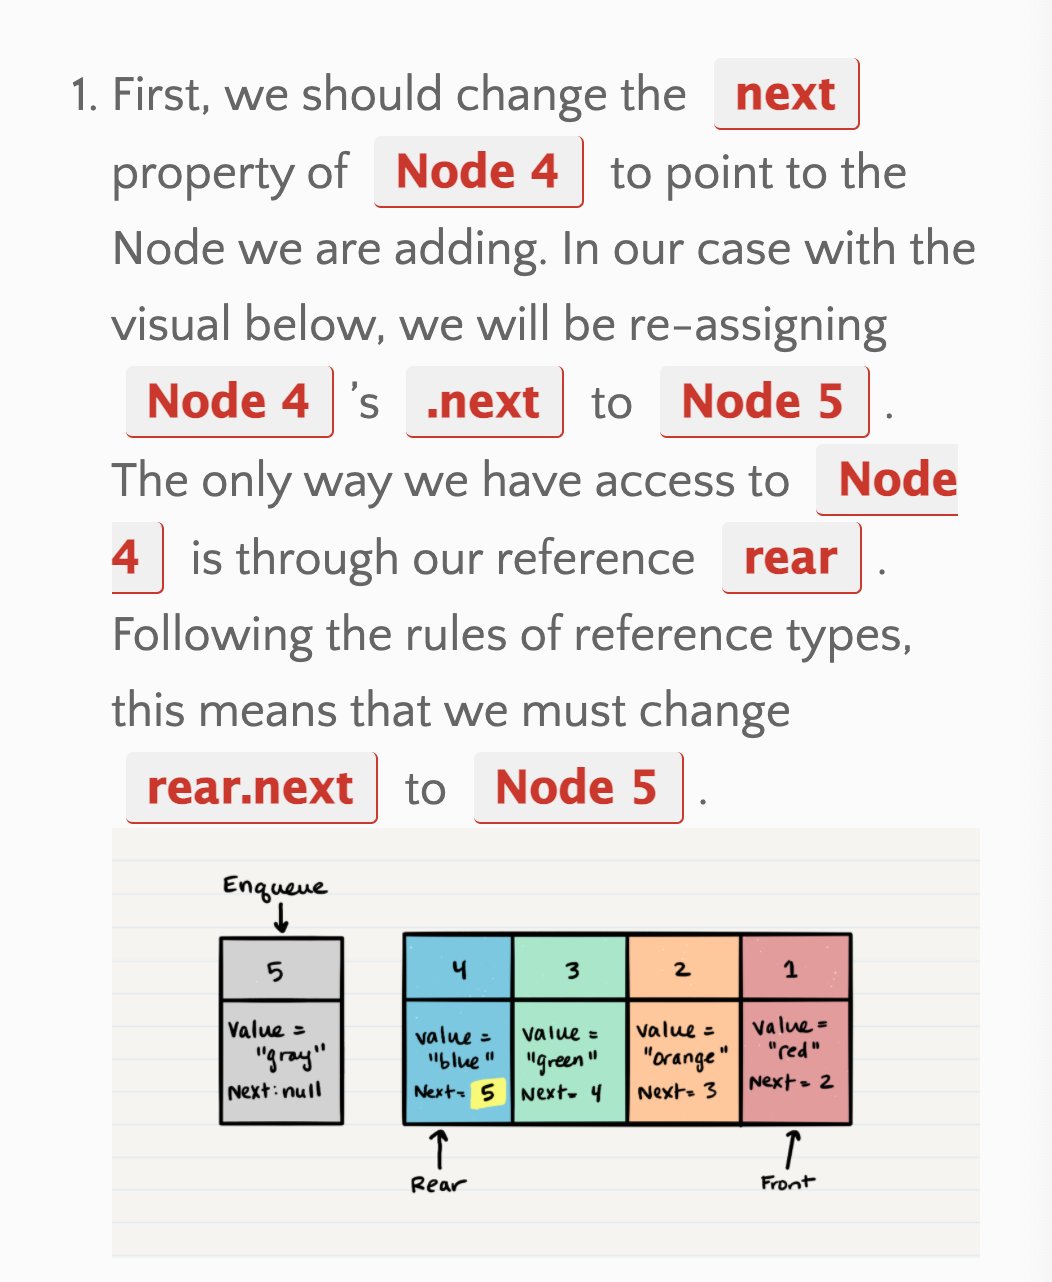 1. First, we should change the next
property of Node 4 to point to the
Node we are adding. In our case with the
visual below, we will be re-assigning
Node 4 's .next to Node 5 .
The only way we have access to Node
4 is through our reference rear .
Following the rules of reference types,
this means that we must change
rear.next to Node 5 .
Enqueue
5
Value =
"gray"
Next: null
4
value =
"blue"
Next= 5
3
value =
"green"
Next= 4
2
value =
"orange"
Next= 3
1
value =
"red"
Next = 2
Rear
Front